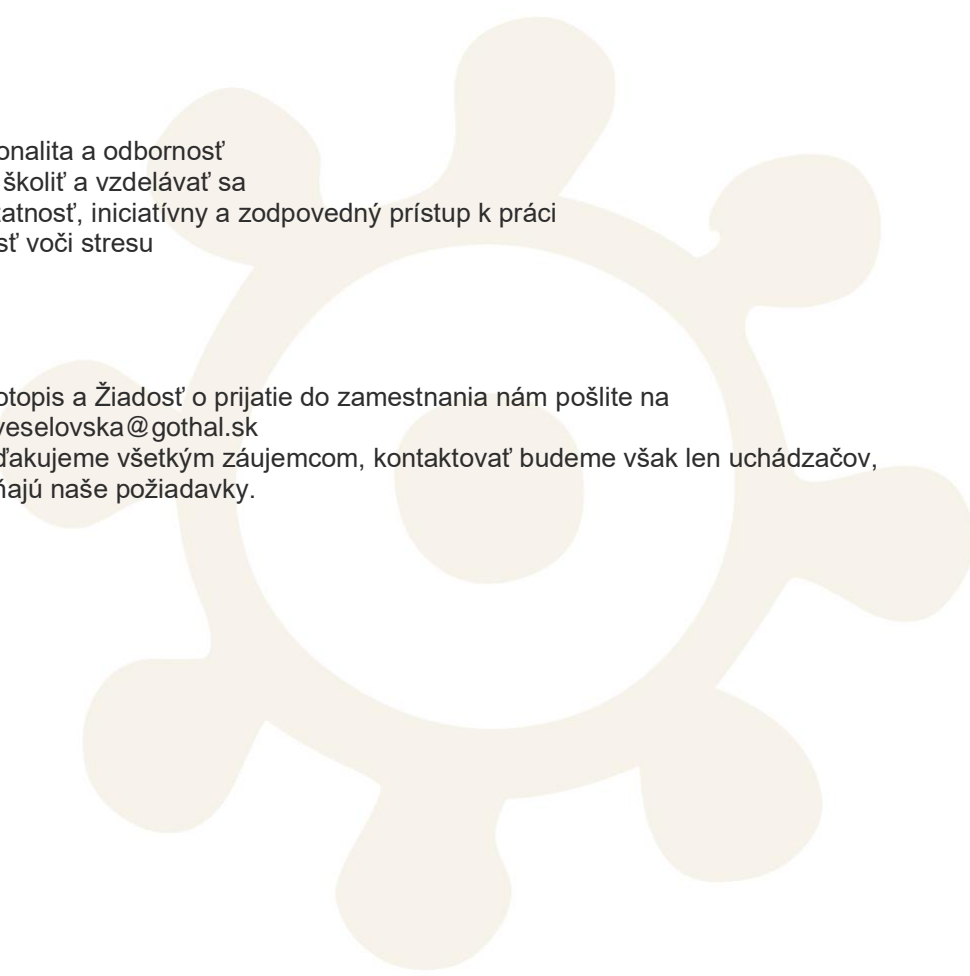 onalita a odbornosť
školiť a vzdelávať sa
atnosť, iniciatívny a zodpovedný prístup k práci
sť voči stresu
otopis a Žiadosť o prijatie do zamestnania nám pošlite na
veselovska@gothal.sk
ďakujeme všetkým záujemcom, kontaktovať budeme však len uchádzačov,
ňajú naše požiadavky.